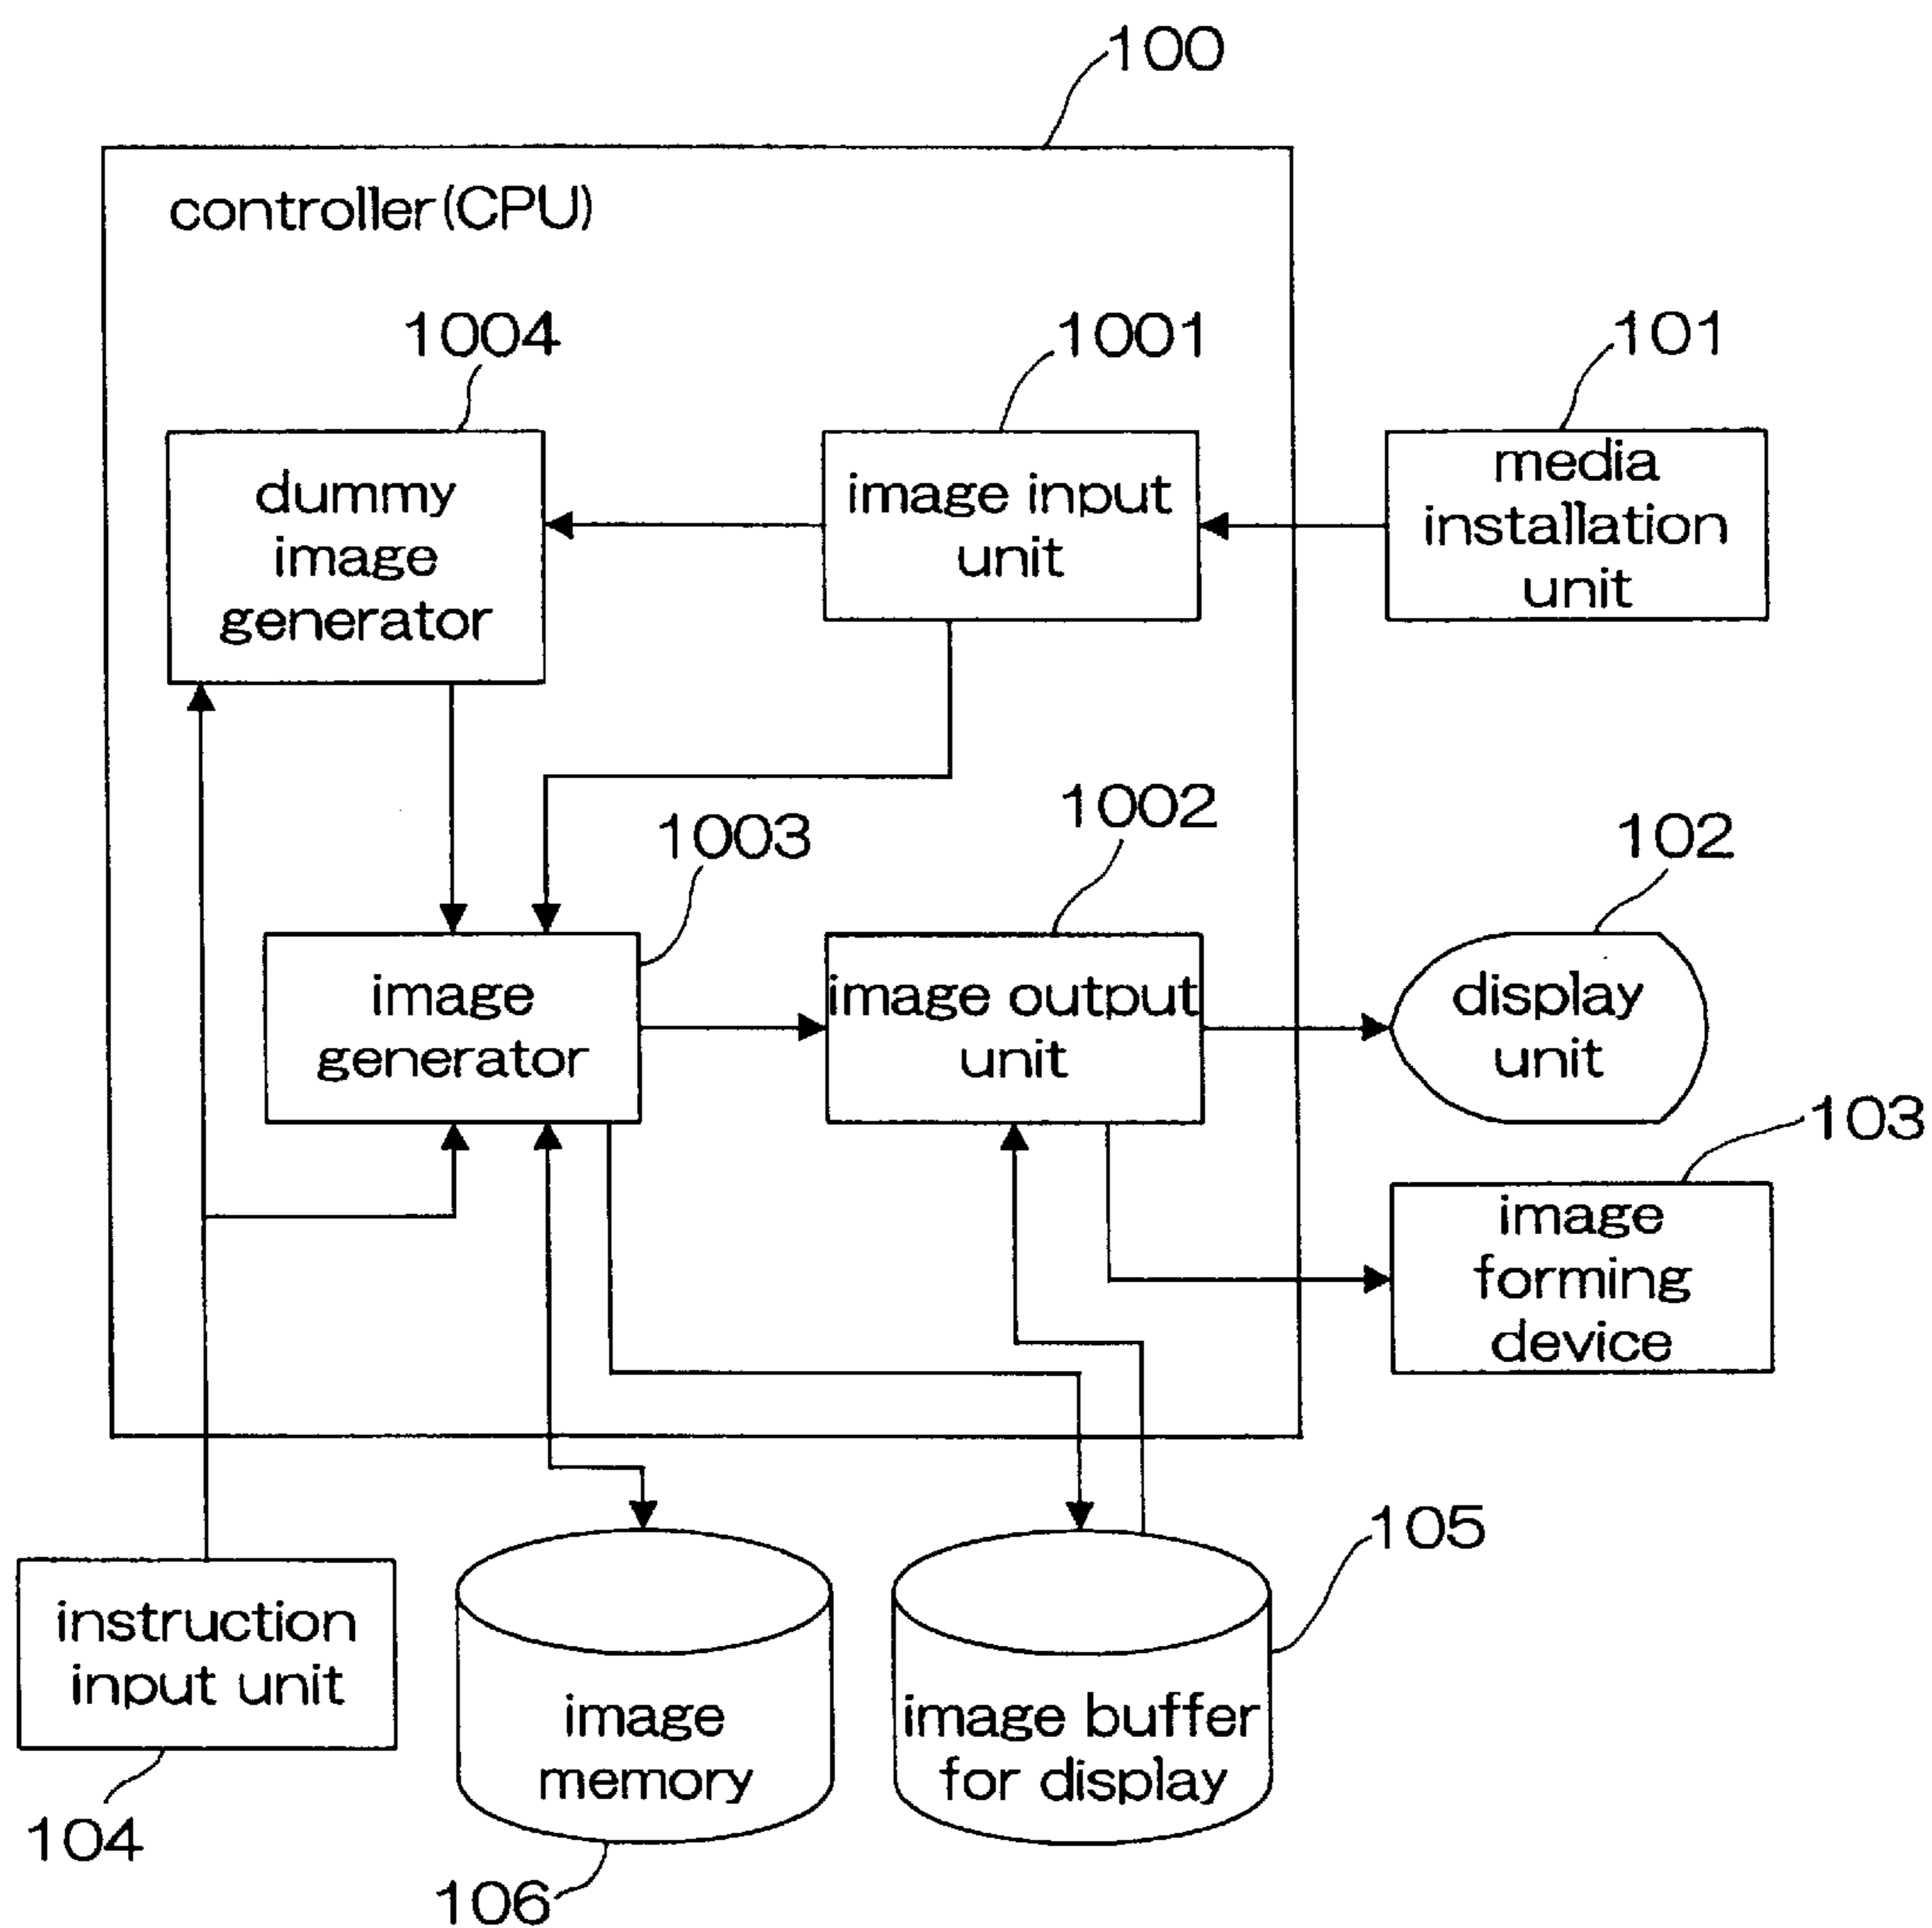 100
controller(CPU)
1004
1001
101
dummy
image
generator
image input
unit
media
installation
unit
1003
1002
102
image
generator
image output
unit
display
unit
103
image
forming
device
105
instruction
input unit
image
memory
image buffer
for display
104
106